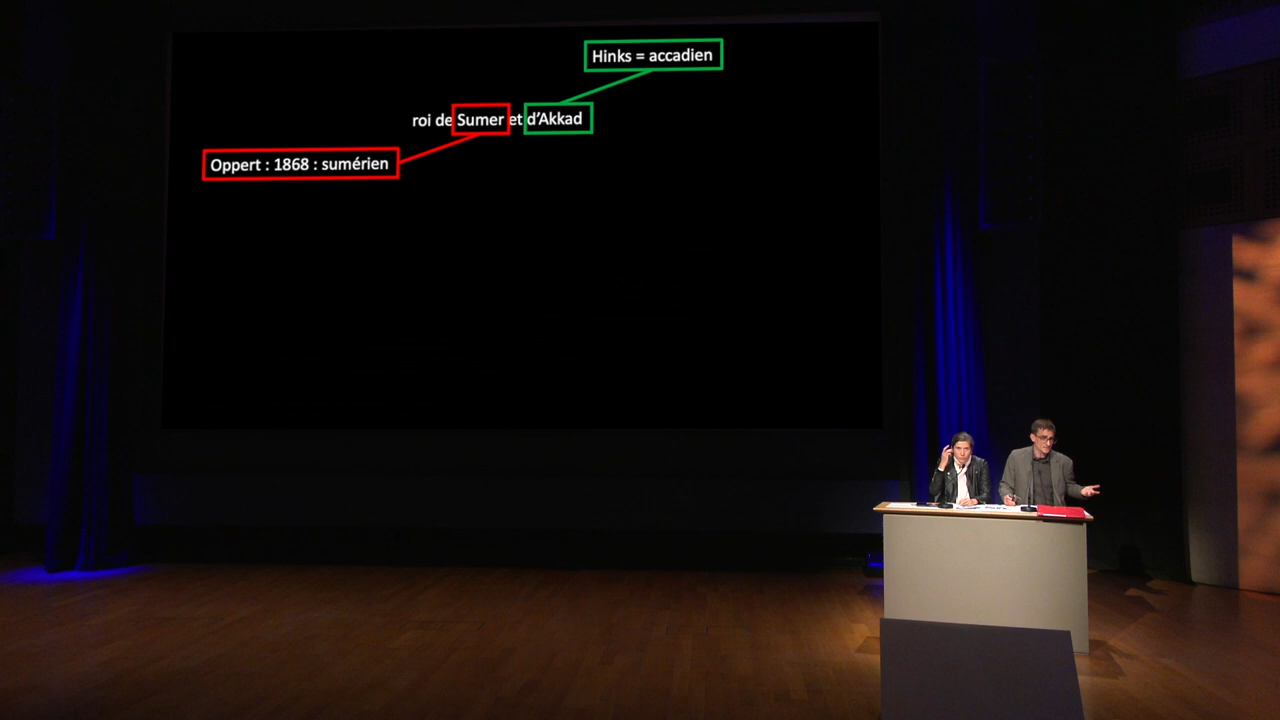 Hinks = accadien
roi de Sumer et d'Akkad
Oppert : 1868 : sumérien